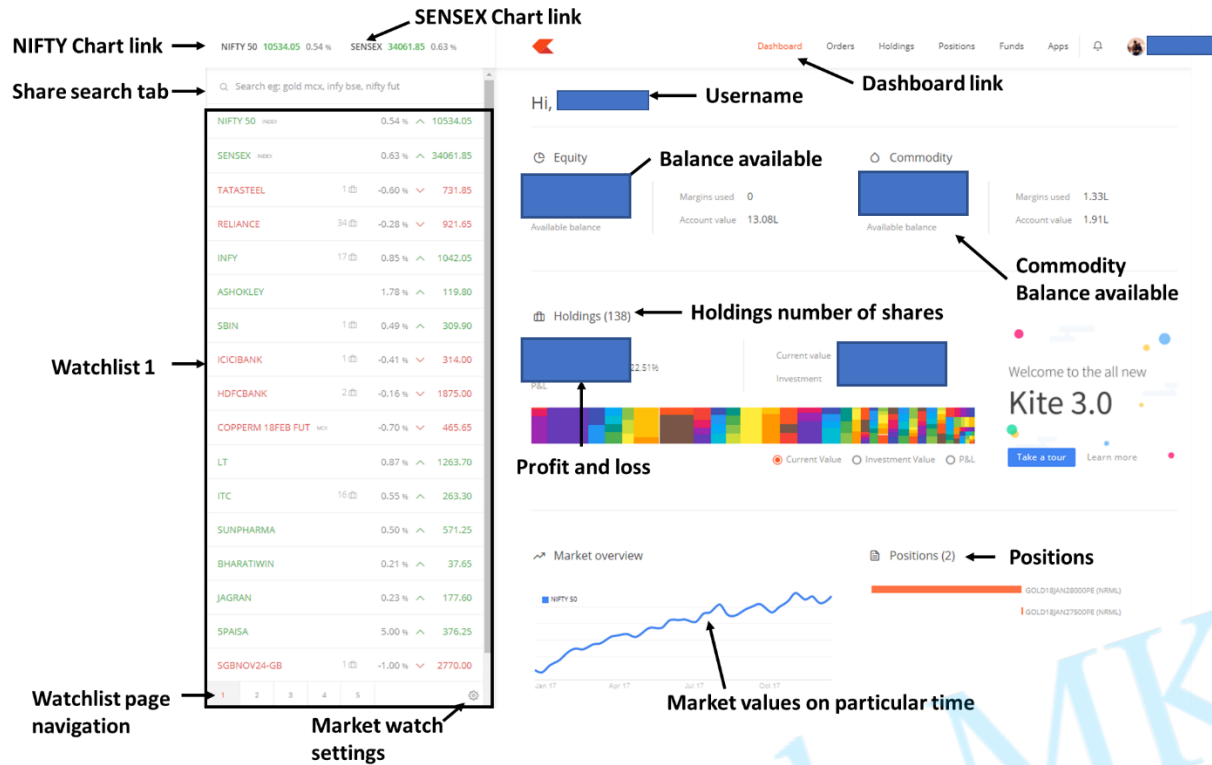 SENSEX Chart link
NIFTY Chart link
NIFTY 50 10534.05 0.54 % SENSEX 34061.85 0.63 %
Dashboard Orders Holdings Positions Funds Apps
Dashboard link
Share search tab
Search eg: gold mcx, infy bse, nifty fut
Hi,
Username
NIFTY 50 INDEX 0.54 % 10534.05
SENSEX INDEX 0.63 % 34061.85
TATASTEEL 1 -0.60 % 731.85
RELIANCE 34 -0.28 % 921.65
INFY 17 0.85 % 1042.05
ASHOKLEY 1.78 % 119.80
SBIN 1 0.49 % 309.90
ICICIBANK 1 -0.41 % 314.00
HDFCBANK 2 -0.16 % 1875.00
COPPERM 18FEB FUT MCX -0.70 % 465.65
LT 0.87 % 1263.70
ITC 16 0.55 % 263.30
SUNPHARMA 0.50 % 571.25
BHARATIWIN 0.21 % 37.65
JAGRAN 0.23 % 177.60
5PAISA 5.00 % 376.25
SGBNOV24-GB 1 -1.00 % 2770.00
1 2 3 4 5
Watchlist 1
Watchlist page
navigation
Market watch
settings
Equity
Balance available
Margins used 0
Account value 13.08L
Available balance
Commodity
Margins used 1.33L
Account value 1.91L
Available balance
Commodity
Balance available
Holdings (138)
Holdings number of shares
22.51%
P&L
Current value
Investment
Current Value Investment Value P&L
Profit and loss
Welcome to the all new
Kite 3.0
Take a tour Learn more
Market overview
NIFTY 50
Jan 17 Apr 17 Jul 17 Oct 17
Market values on particular time
Positions (2)
Positions
GOLD18JAN28000PE (NRML)
GOLD18JAN27500PE (NRML)